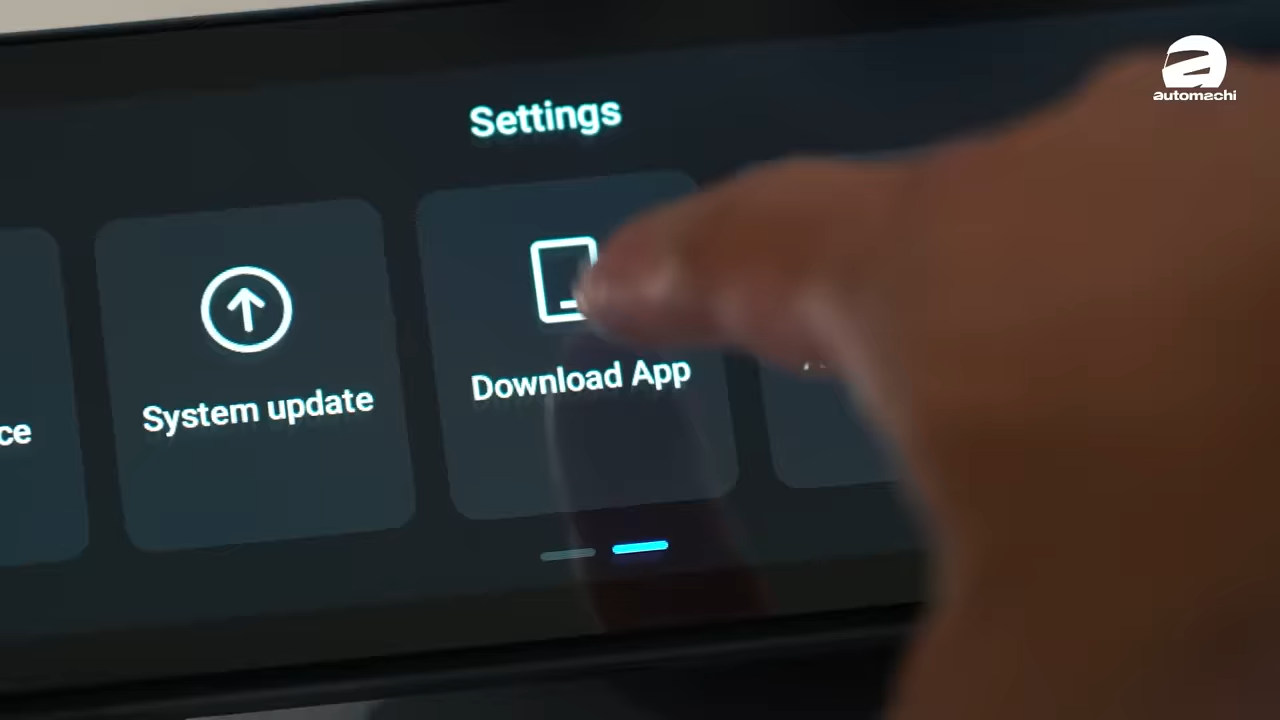 automachi
Settings
ce
System update
Download App